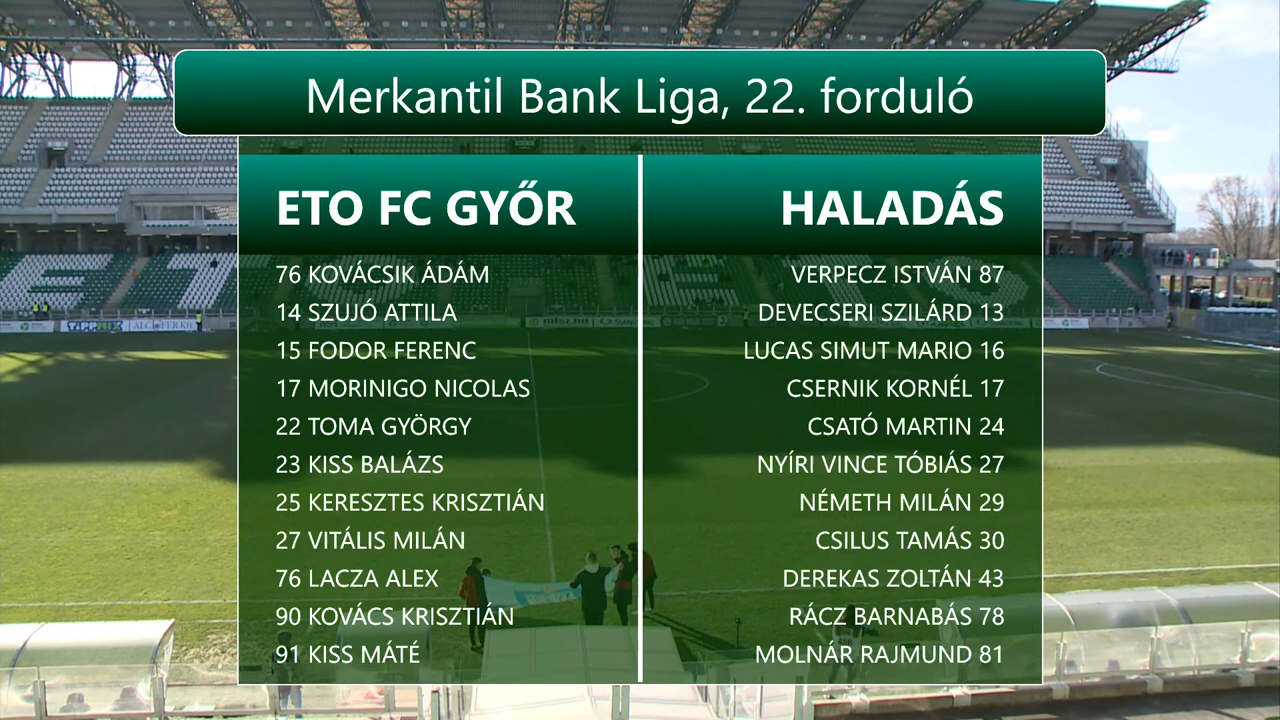 Merkantil Bank Liga, 22. forduló
ETO FC GYŐR
76 KOVÁCSIK ÁDÁM
14 SZUJÓ ATTILA
15 FODOR FERENC
17 MORINIGO NICOLAS
22 TOMA GYÖRGY
23 KISS BALÁZS
25 KERESZTES KRISZTIÁN
27 VITÁLIS MILÁN
76 LACZA ALEX
90 KOVÁCS KRISZTIÁN
91 KISS MÁTÉ
HALADÁS
VERPECZ ISTVÁN 87
DEVECSERI SZILÁRD 13
LUCAS SIMUT MARIO 16
CSERNIK KORNÉL 17
CSATÓ MARTIN 24
NYÍRI VINCE TÓBIÁS 27
NÉMETH MILÁN 29
CSILUS TAMÁS 30
DEREKAS ZOLTÁN 43
RÁCZ BARNABÁS 78
MOLNÁR RAJMUND 81
ET
E
TIPPMIX
ALCUFER Kft.